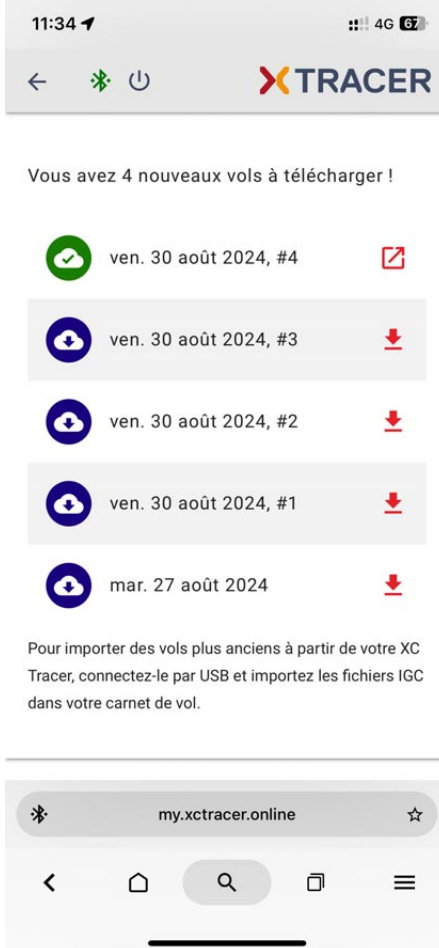 11:34
4G 67
XTRACER
Vous avez 4 nouveaux vols à télécharger !
ven. 30 août 2024, #4
ven. 30 août 2024, #3
ven. 30 août 2024, #2
ven. 30 août 2024, #1
mar. 27 août 2024
Pour importer des vols plus anciens à partir de votre XC
Tracer, connectez-le par USB et importez les fichiers IGC
dans votre carnet de vol.
my.xctracer.online